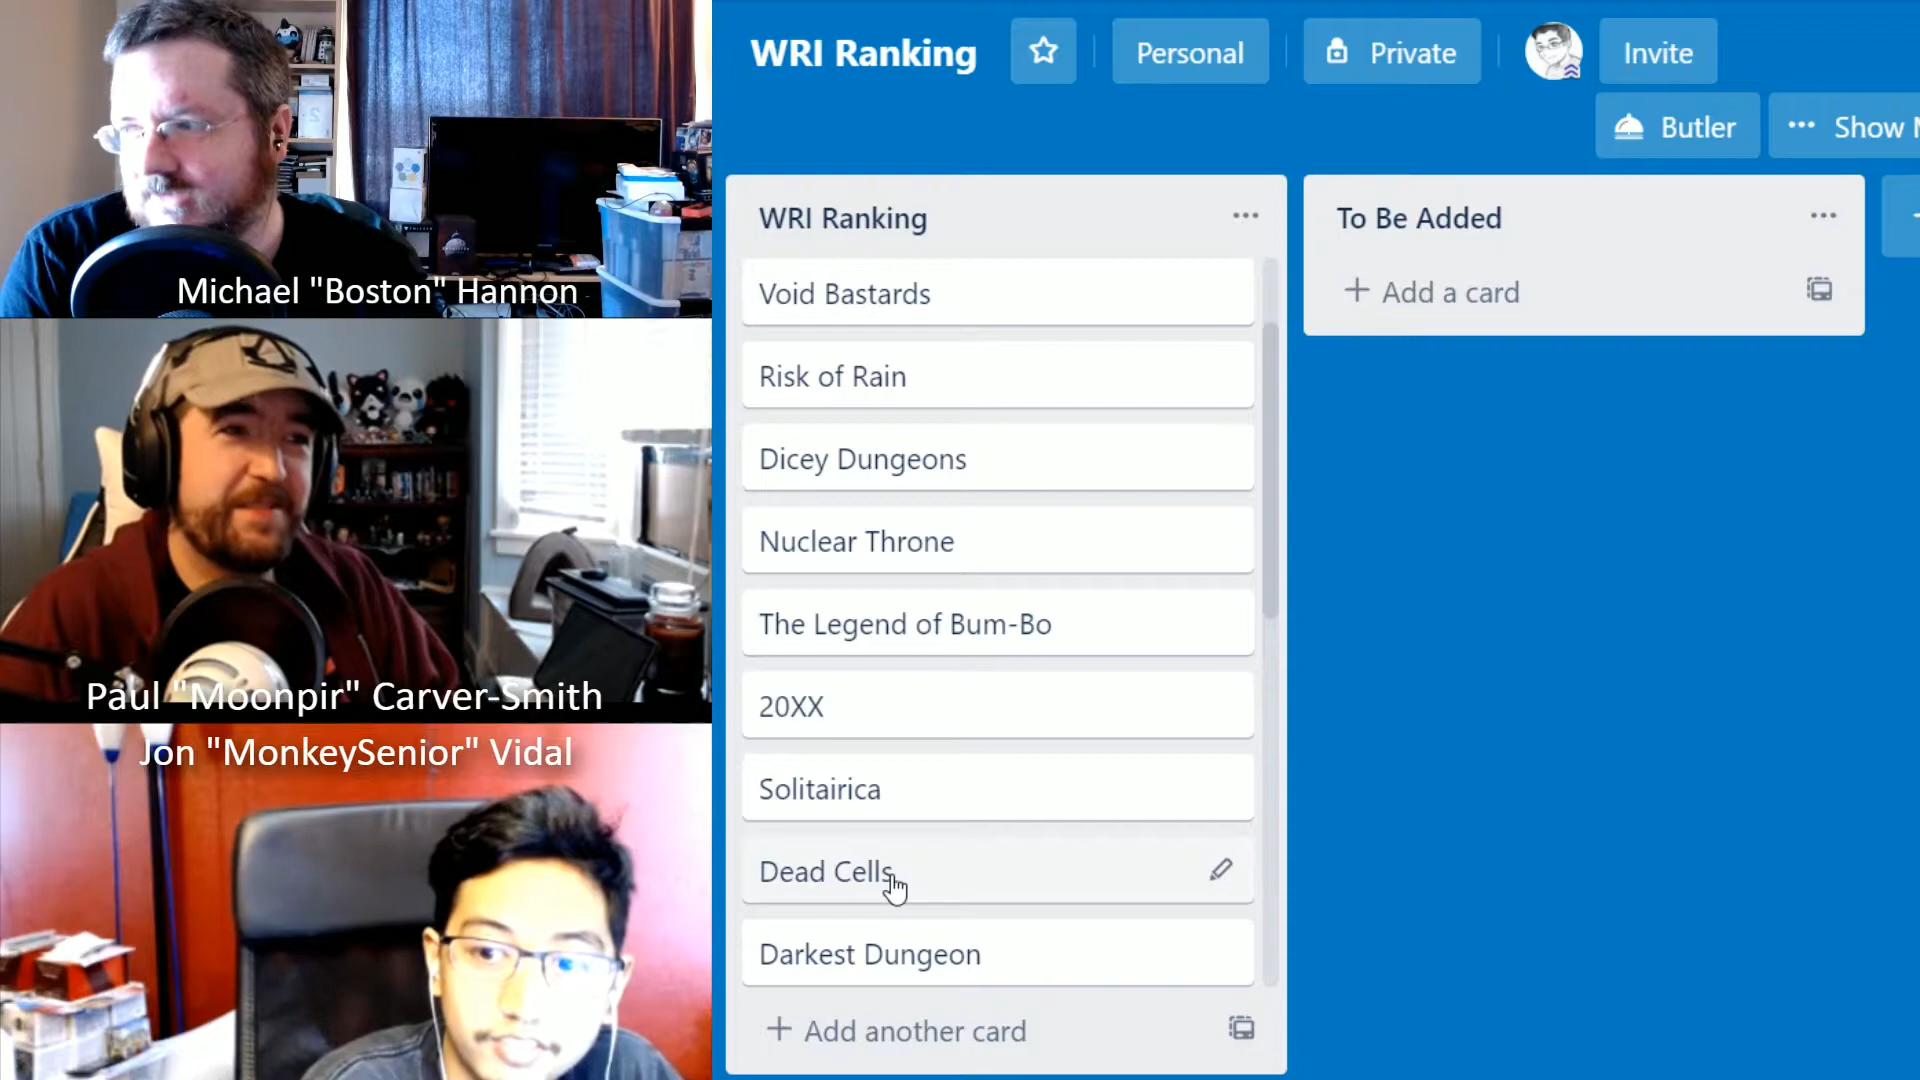 Michael "Boston" Hannon
Paul "Moonpir" Carver-Smith
Jon "MonkeySenior" Vidal
WRI Ranking
Personal
Private
Invite
Butler
Show
WRI Ranking
Void Bastards
Risk of Rain
Dicey Dungeons
Nuclear Throne
The Legend of Bum-Bo
20XX
Solitairica
Dead Cells
Darkest Dungeon
Add another card
To Be Added
Add a card